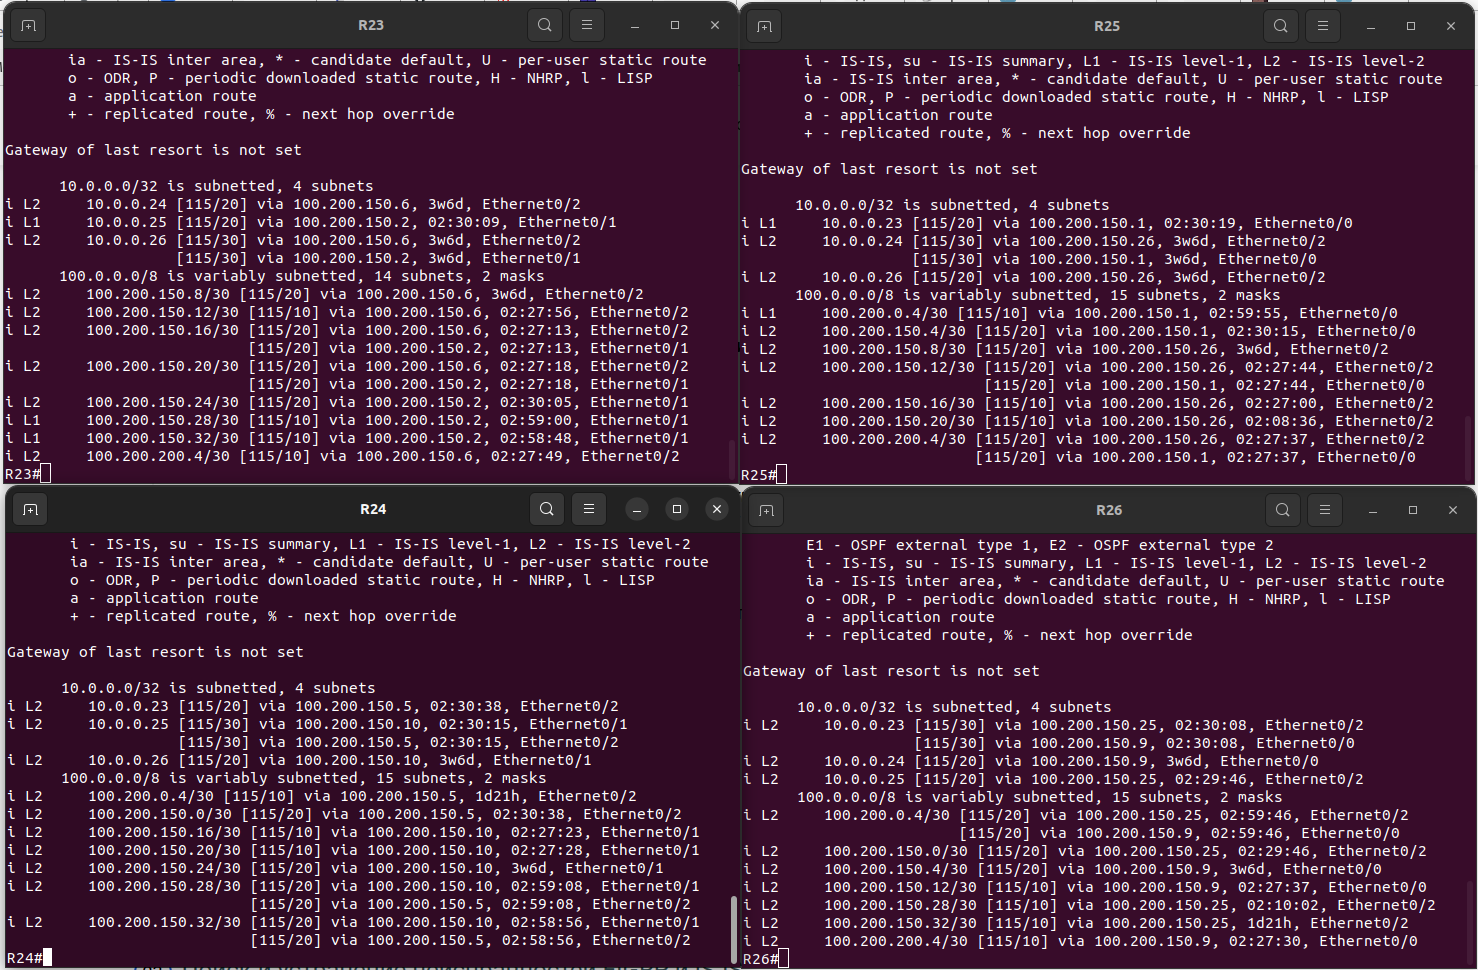 R23
ia - IS-IS inter area, * - candidate default, U - per-user static route
o - ODR, P - periodic downloaded static route, H - NHRP, l - LISP
a - application route
+ - replicated route, % - next hop override
Gateway of last resort is not set
10.0.0.0/32 is subnetted, 4 subnets
i L2     10.0.0.24 [115/20] via 100.200.150.6, 3w6d, Ethernet0/2
i L1     10.0.0.25 [115/20] via 100.200.150.2, 02:30:09, Ethernet0/1
i L2     10.0.0.26 [115/30] via 100.200.150.6, 3w6d, Ethernet0/2
[115/30] via 100.200.150.2, 3w6d, Ethernet0/1
100.0.0.0/8 is variably subnetted, 14 subnets, 2 masks
i L2     100.200.150.8/30 [115/20] via 100.200.150.6, 3w6d, Ethernet0/2
i L2     100.200.150.12/30 [115/10] via 100.200.150.6, 02:27:56, Ethernet0/2
i L2     100.200.150.16/30 [115/20] via 100.200.150.6, 02:27:13, Ethernet0/2
[115/20] via 100.200.150.2, 02:27:13, Ethernet0/1
i L2     100.200.150.20/30 [115/20] via 100.200.150.6, 02:27:18, Ethernet0/2
[115/20] via 100.200.150.2, 02:27:18, Ethernet0/1
i L2     100.200.150.24/30 [115/20] via 100.200.150.2, 02:30:05, Ethernet0/1
i L1     100.200.150.28/30 [115/10] via 100.200.150.2, 02:59:00, Ethernet0/1
i L1     100.200.150.32/30 [115/10] via 100.200.150.2, 02:58:48, Ethernet0/1
i L2     100.200.200.4/30 [115/10] via 100.200.150.6, 02:27:49, Ethernet0/2
R23#
R25
i - IS-IS, su - IS-IS summary, L1 - IS-IS level-1, L2 - IS-IS level-2
ia - IS-IS inter area, * - candidate default, U - per-user static route
o - ODR, P - periodic downloaded static route, H - NHRP, l - LISP
a - application route
+ - replicated route, % - next hop override
Gateway of last resort is not set
10.0.0.0/32 is subnetted, 4 subnets
i L1     10.0.0.23 [115/20] via 100.200.150.1, 02:30:19, Ethernet0/0
i L2     10.0.0.24 [115/30] via 100.200.150.26, 3w6d, Ethernet0/2
[115/30] via 100.200.150.1, 3w6d, Ethernet0/0
i L2     10.0.0.26 [115/20] via 100.200.150.26, 3w6d, Ethernet0/2
100.0.0.0/8 is variably subnetted, 15 subnets, 2 masks
i L1     100.200.0.4/30 [115/10] via 100.200.150.1, 02:59:55, Ethernet0/0
i L2     100.200.150.4/30 [115/20] via 100.200.150.1, 02:30:15, Ethernet0/0
i L2     100.200.150.8/30 [115/20] via 100.200.150.26, 3w6d, Ethernet0/2
i L2     100.200.150.12/30 [115/20] via 100.200.150.26, 02:27:44, Ethernet0/2
[115/20] via 100.200.150.1, 02:27:44, Ethernet0/0
i L2     100.200.150.16/30 [115/10] via 100.200.150.26, 02:27:00, Ethernet0/2
i L2     100.200.150.20/30 [115/10] via 100.200.150.26, 02:08:36, Ethernet0/2
i L2     100.200.200.4/30 [115/20] via 100.200.150.26, 02:27:37, Ethernet0/2
[115/20] via 100.200.150.1, 02:27:37, Ethernet0/0
R25#
R24
i - IS-IS, su - IS-IS summary, L1 - IS-IS level-1, L2 - IS-IS level-2
ia - IS-IS inter area, * - candidate default, U - per-user static route
o - ODR, P - periodic downloaded static route, H - NHRP, l - LISP
a - application route
+ - replicated route, % - next hop override
Gateway of last resort is not set
10.0.0.0/32 is subnetted, 4 subnets
i L2     10.0.0.23 [115/20] via 100.200.150.5, 02:30:38, Ethernet0/2
i L2     10.0.0.25 [115/30] via 100.200.150.10, 02:30:15, Ethernet0/1
[115/30] via 100.200.150.5, 02:30:15, Ethernet0/2
i L2     10.0.0.26 [115/20] via 100.200.150.10, 3w6d, Ethernet0/1
100.0.0.0/8 is variably subnetted, 15 subnets, 2 masks
i L2     100.200.0.4/30 [115/10] via 100.200.150.5, 1d21h, Ethernet0/2
i L2     100.200.150.0/30 [115/20] via 100.200.150.5, 02:30:38, Ethernet0/2
i L2     100.200.150.16/30 [115/10] via 100.200.150.10, 02:27:23, Ethernet0/1
i L2     100.200.150.20/30 [115/10] via 100.200.150.10, 02:27:28, Ethernet0/1
i L2     100.200.150.24/30 [115/20] via 100.200.150.10, 3w6d, Ethernet0/1
i L2     100.200.150.28/30 [115/20] via 100.200.150.10, 02:59:08, Ethernet0/1
[115/20] via 100.200.150.5, 02:59:08, Ethernet0/2
i L2     100.200.150.32/30 [115/20] via 100.200.150.10, 02:58:56, Ethernet0/1
[115/20] via 100.200.150.5, 02:58:56, Ethernet0/2
R24#
R26
E1 - OSPF external type 1, E2 - OSPF external type 2
i - IS-IS, su - IS-IS summary, L1 - IS-IS level-1, L2 - IS-IS level-2
ia - IS-IS inter area, * - candidate default, U - per-user static route
o - ODR, P - periodic downloaded static route, H - NHRP, l - LISP
a - application route
+ - replicated route, % - next hop override
Gateway of last resort is not set
10.0.0.0/32 is subnetted, 4 subnets
i L2     10.0.0.23 [115/30] via 100.200.150.25, 02:30:08, Ethernet0/2
[115/30] via 100.200.150.9, 02:30:08, Ethernet0/0
i L2     10.0.0.24 [115/20] via 100.200.150.9, 3w6d, Ethernet0/0
i L2     10.0.0.25 [115/20] via 100.200.150.25, 02:29:46, Ethernet0/2
100.0.0.0/8 is variably subnetted, 15 subnets, 2 masks
i L2     100.200.0.4/30 [115/20] via 100.200.150.25, 02:59:46, Ethernet0/2
[115/20] via 100.200.150.9, 02:59:46, Ethernet0/0
i L2     100.200.150.0/30 [115/20] via 100.200.150.25, 02:29:46, Ethernet0/2
i L2     100.200.150.4/30 [115/20] via 100.200.150.9, 3w6d, Ethernet0/0
i L2     100.200.150.12/30 [115/10] via 100.200.150.9, 02:27:37, Ethernet0/0
i L2     100.200.150.28/30 [115/10] via 100.200.150.25, 02:10:02, Ethernet0/2
i L2     100.200.150.32/30 [115/10] via 100.200.150.25, 1d21h, Ethernet0/2
i L2     100.200.200.4/30 [115/10] via 100.200.150.9, 02:27:30, Ethernet0/0
R26#